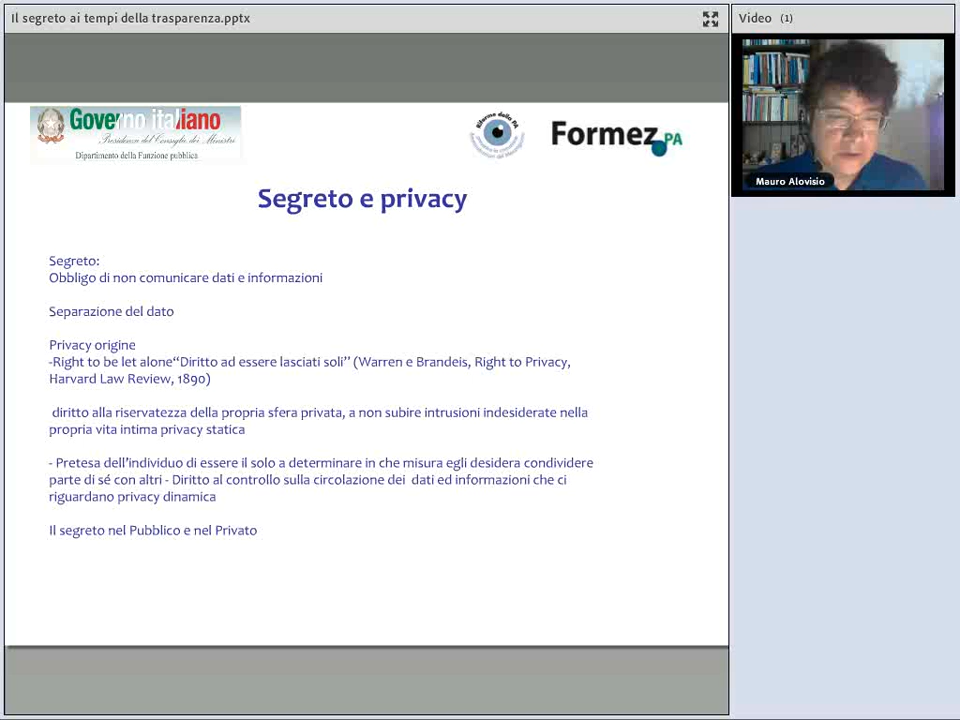 Il segreto ai tempi della trasparenza.pptx
Video (1)
Governo italiano
Presidenza del Consiglio dei Ministri
Dipartimento della Funzione pubblica
Riforma della PA
Formez PA
Mauro Alovisio
Segreto e privacy
Segreto:
Obbligo di non comunicare dati e informazioni
Separazione del dato
Privacy origine
-Right to be let alone“Diritto ad essere lasciati soli” (Warren e Brandeis, Right to Privacy,
Harvard Law Review, 1890)
diritto alla riservatezza della propria sfera privata, a non subire intrusioni indesiderate nella
propria vita intima privacy statica
- Pretesa dell’individuo di essere il solo a determinare in che misura egli desidera condividere
parte di sé con altri - Diritto al controllo sulla circolazione dei dati ed informazioni che ci
riguardano privacy dinamica
Il segreto nel Pubblico e nel Privato